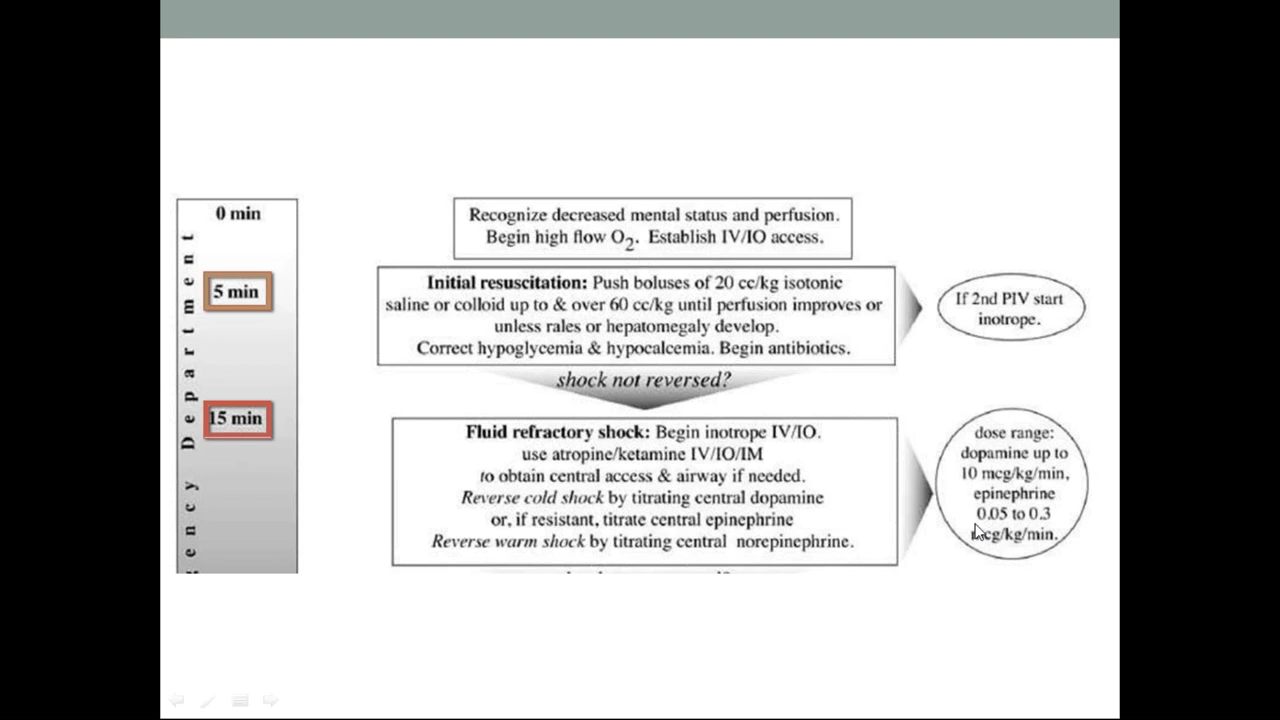 0 min
Recognize decreased mental status and perfusion.
Begin high flow O2. Establish IV/IO access.
5 min
Initial resuscitation: Push boluses of 20 cc/kg isotonic
saline or colloid up to & over 60 cc/kg until perfusion improves or
unless rales or hepatomegaly develop.
Correct hypoglycemia & hypocalcemia. Begin antibiotics.
If 2nd PIV start
inotrope.
shock not reversed?
15 min
Fluid refractory shock: Begin inotrope IV/IO.
use atropine/ketamine IV/IO/IM
to obtain central access & airway if needed.
Reverse cold shock by titrating central dopamine
or, if resistant, titrate central epinephrine
Reverse warm shock by titrating central norepinephrine.
dose range:
dopamine up to
10 mcg/kg/min,
epinephrine
0.05 to 0.3
mcg/kg/min.
gency Department